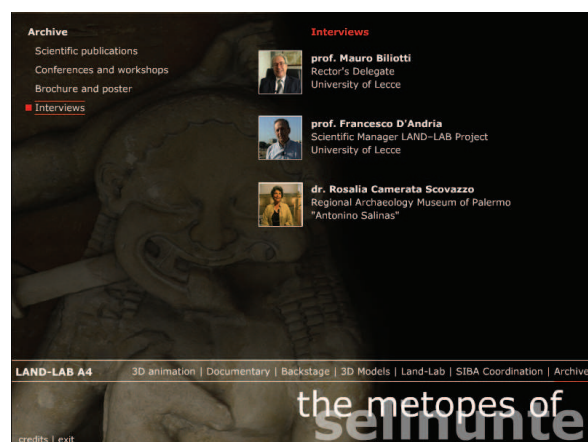 Archive
Scientific publications
Conferences and workshops
Brochure and poster
Interviews
Interviews
prof. Mauro Biliotti
Rector's Delegate
University of Lecce
prof. Francesco D'Andria
Scientific Manager LAND–LAB Project
University of Lecce
dr. Rosalia Camerata Scovazzo
Regional Archaeology Museum of Palermo
"Antonino Salinas"
LAND-LAB A4
3D animation | Documentary | Backstage | 3D Models | Land-Lab | SIBA Coordination | Archive
the metopes of
selinunte
credits | exit